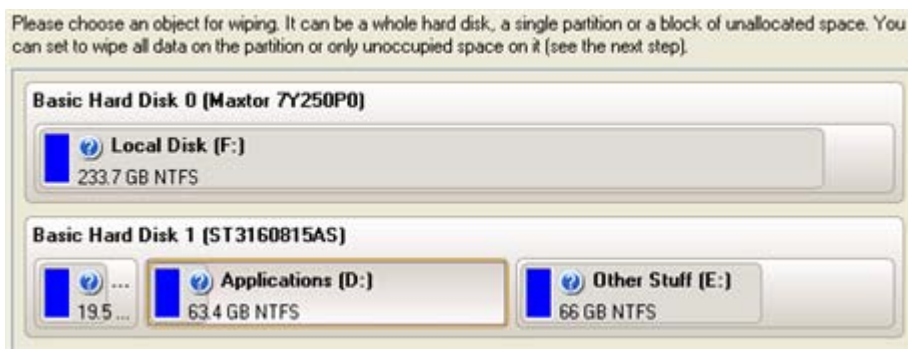 Please choose an object for wiping. It can be a whole hard disk, a single partition or a block of unallocated space. You
can set to wipe all data on the partition or only unoccupied space on it (see the next step).
Basic Hard Disk 0 (Maxtor 7Y250P0)
Local Disk (F:)
233.7 GB NTFS
Basic Hard Disk 1 (ST3160815AS)
... Applications (D:) Other Stuff (E:)
19.5 ... 63.4 GB NTFS 66 GB NTFS